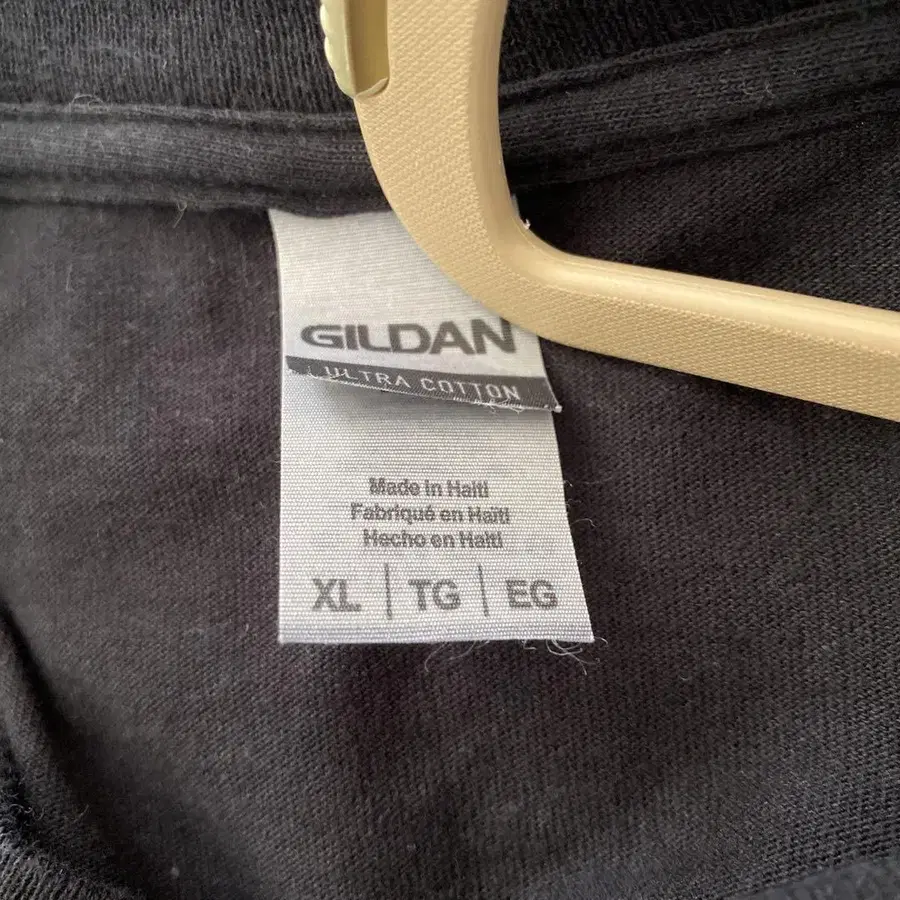 GILDAN
ULTRA COTTON
Made in Haiti
Fabriqué en Haïti
Hecho en Haiti
XL | TG | EG